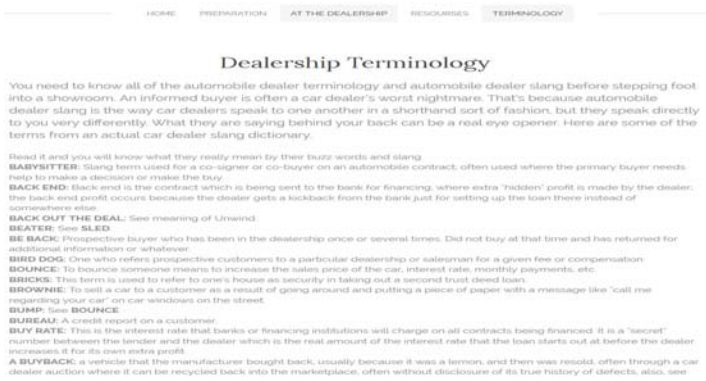 HOME PREPARATION AT THE DEALERSHIP RESOURSES TERMINOLOGY
Dealership Terminology
You need to know all of the automobile dealer terminology and automobile dealer slang before stepping foot
into a showroom. An informed buyer is often a car dealer's worst nightmare. That's because automobile
dealer slang is the way car dealers speak to one another in a shorthand sort of fashion, but they speak directly
to you very differently. What they are saying behind your back can be a real eye opener. Here are some of the
terms from an actual car dealer slang dictionary.
Read it and you will know what they really mean by their buzz words and slang
BABYSITTER: Slang term used for a co-signer or co-buyer on an automobile contract, often used where the primary buyer needs
help to make a decision or make the buy.
BACK END: Back end is the contract which is being sent to the bank for financing, where extra "hidden" profit is made by the dealer;
the back end profit occurs because the dealer gets a kickback from the bank just for setting up the loan there instead of
somewhere else.
BACK OUT THE DEAL: See meaning of Unwind.
BEATER: See SLED
BE BACK: Prospective buyer who has been in the dealership once or several times. Did not buy at that time and has returned for
additional information or whatever.
BIRD DOG: One who refers prospective customers to a particular dealership or salesman for a given fee or compensation
BOUNCE: To bounce someone means to increase the sales price of the car, interest rate, monthly payments, etc.
BRICKS: This term is used to refer to one's house as security in taking out a second trust deed loan.
BROWNIE: To sell a car to a customer as a result of going around and putting a piece of paper with a message like "call me
regarding your car" on car windows on the street.
BUMP: See BOUNCE
BUREAU: A credit report on a customer.
BUY RATE: This is the interest rate that banks or financing institutions will charge on all contracts being financed. It is a "secret"
number between the lender and the dealer which is the real amount of the interest rate that the loan starts out at before the dealer
increases it for its own extra profit
A BUYBACK: a vehicle that the manufacturer bought back, usually because it was a lemon, and then was resold, often through a car
dealer auction where it can be recycled back into the marketplace, often without disclosure of its true history of defects, also, see